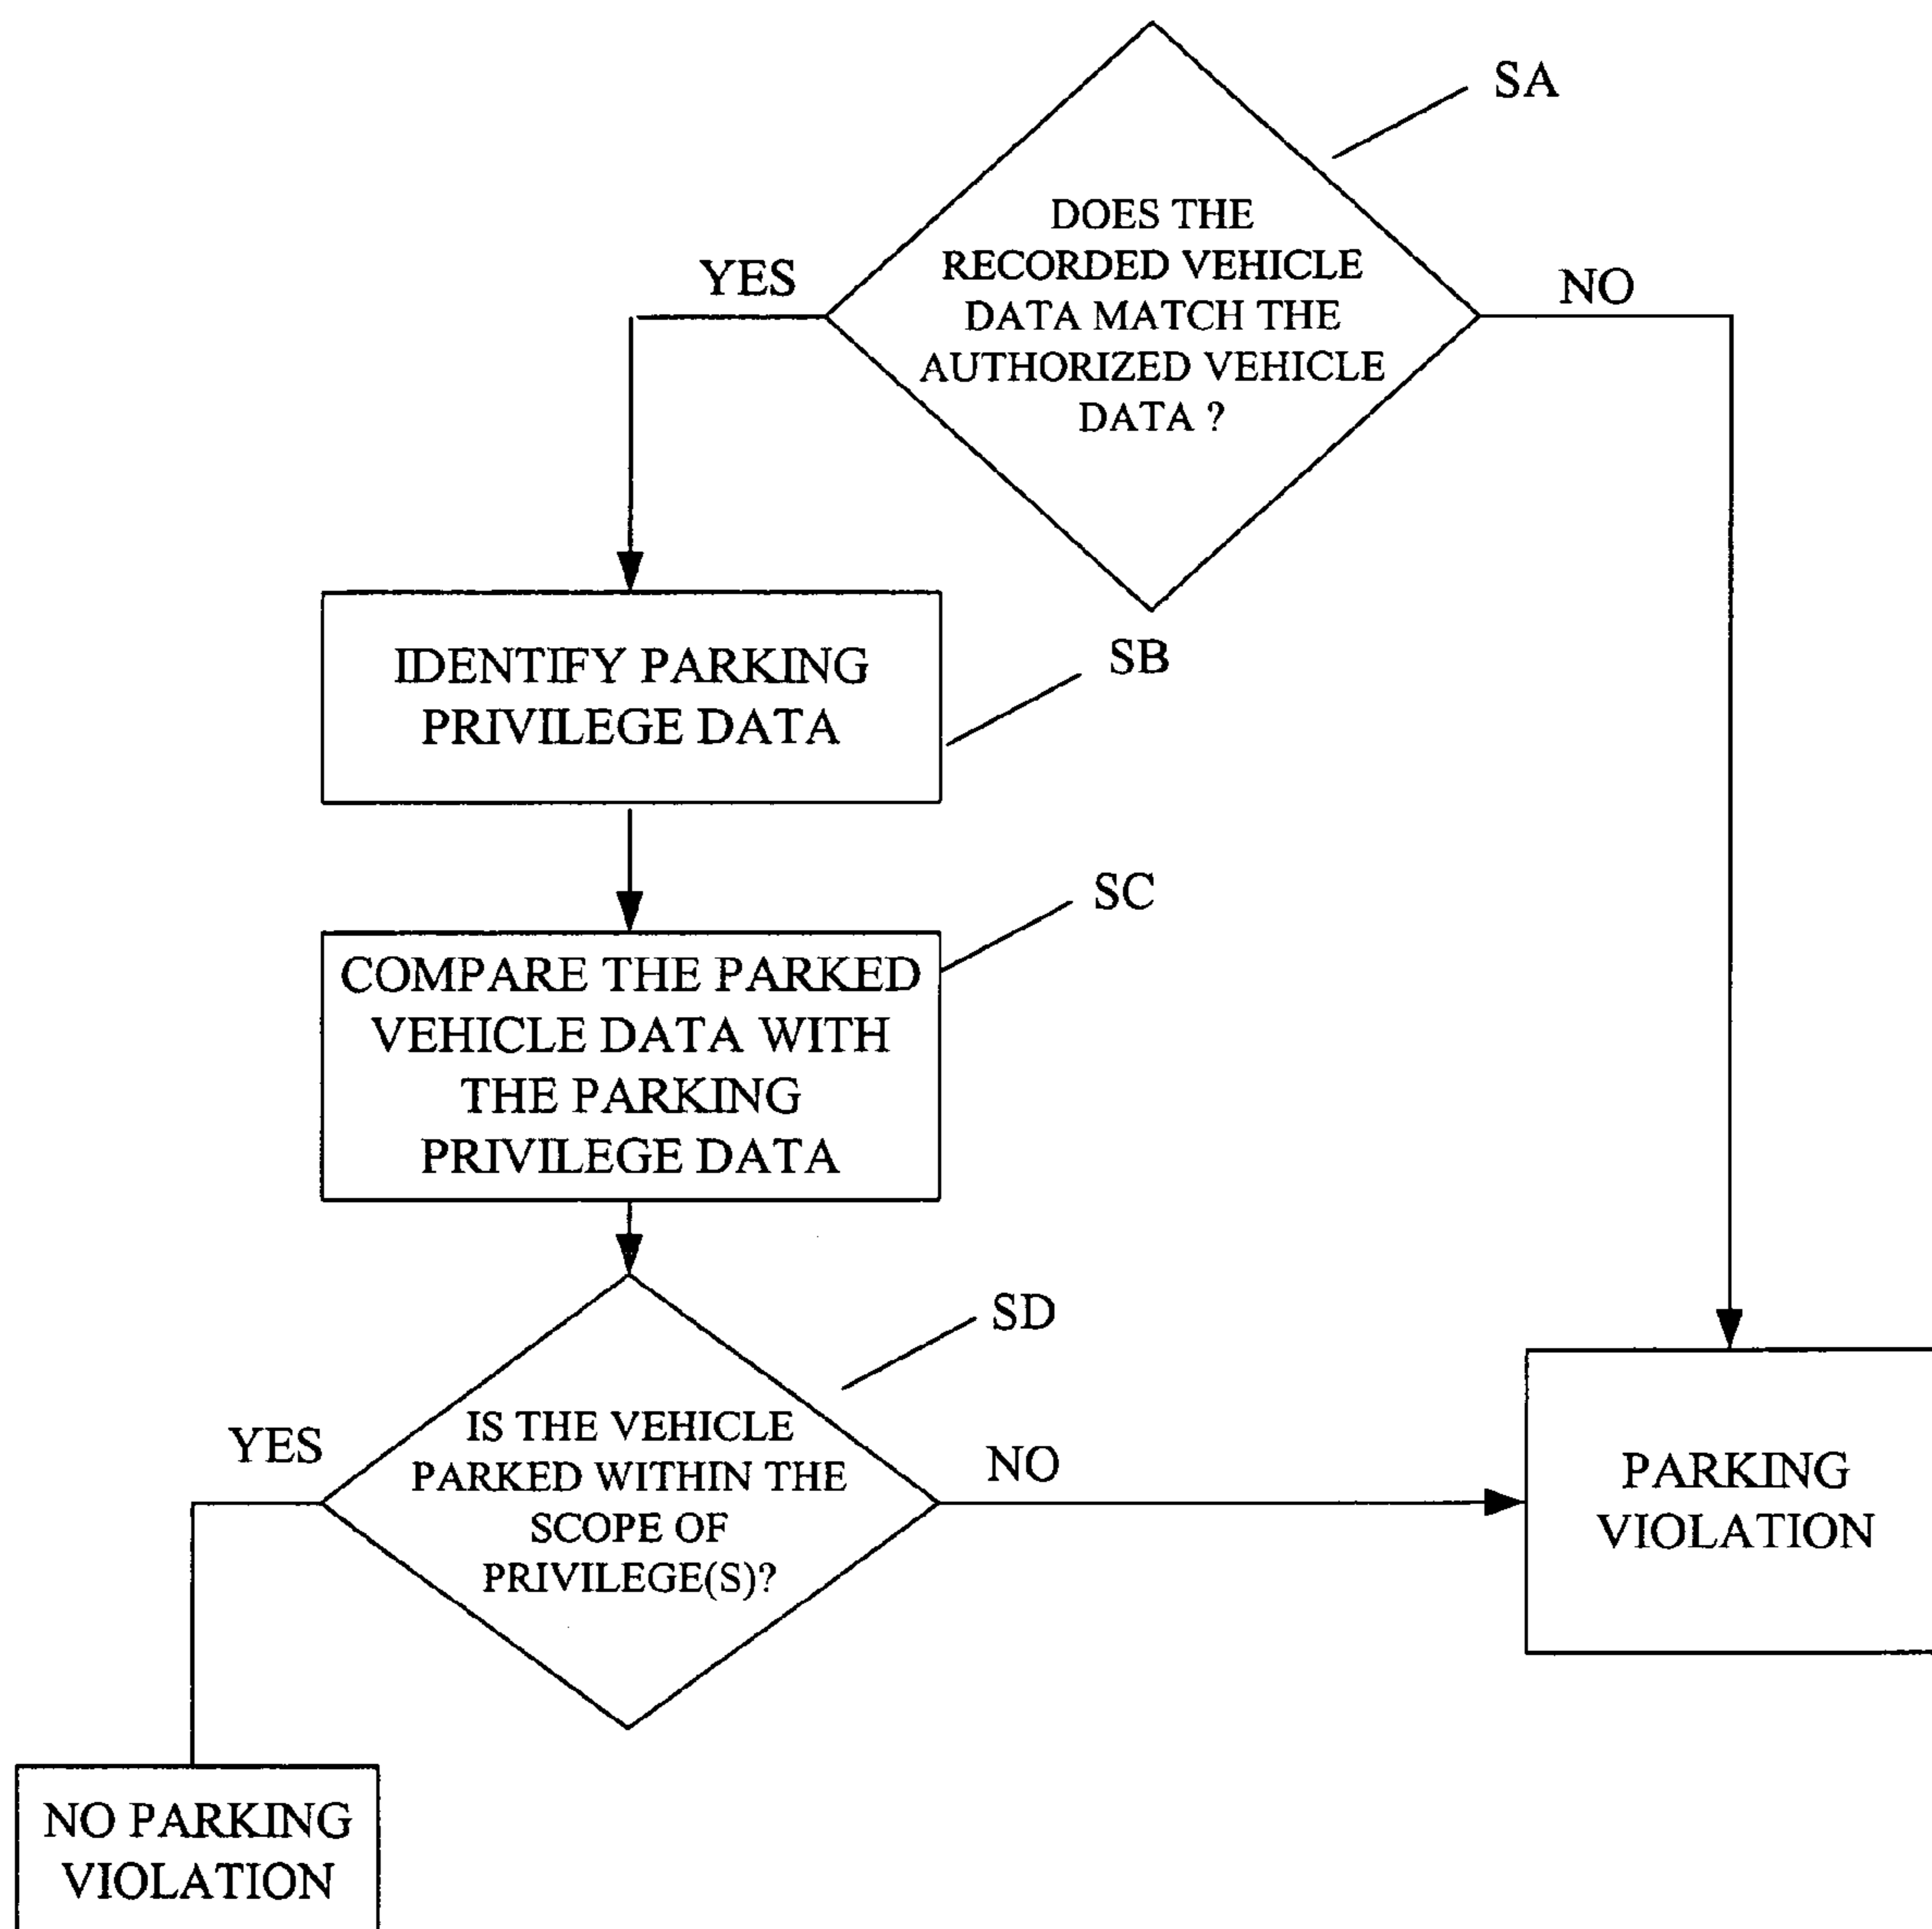 SA
DOES THE
RECORDED VEHICLE
DATA MATCH THE
AUTHORIZED VEHICLE
DATA ?
YES
NO
IDENTIFY PARKING
PRIVILEGE DATA
SB
COMPARE THE PARKED
VEHICLE DATA WITH
THE PARKING
PRIVILEGE DATA
SC
SD
IS THE VEHICLE
PARKED WITHIN THE
SCOPE OF
PRIVILEGE(S)?
YES
NO
PARKING
VIOLATION
NO PARKING
VIOLATION